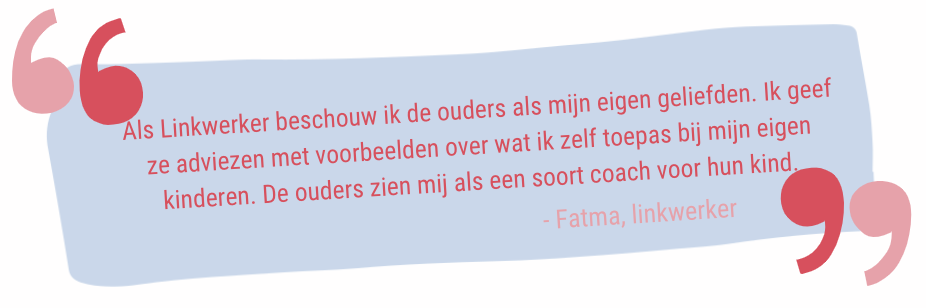 Als Linkwerker beschouw ik de ouders als mijn eigen geliefden. Ik geef
ze adviezen met voorbeelden over wat ik zelf toepas bij mijn eigen
kinderen. De ouders zien mij als een soort coach voor hun kind.
- Fatma, linkwerker